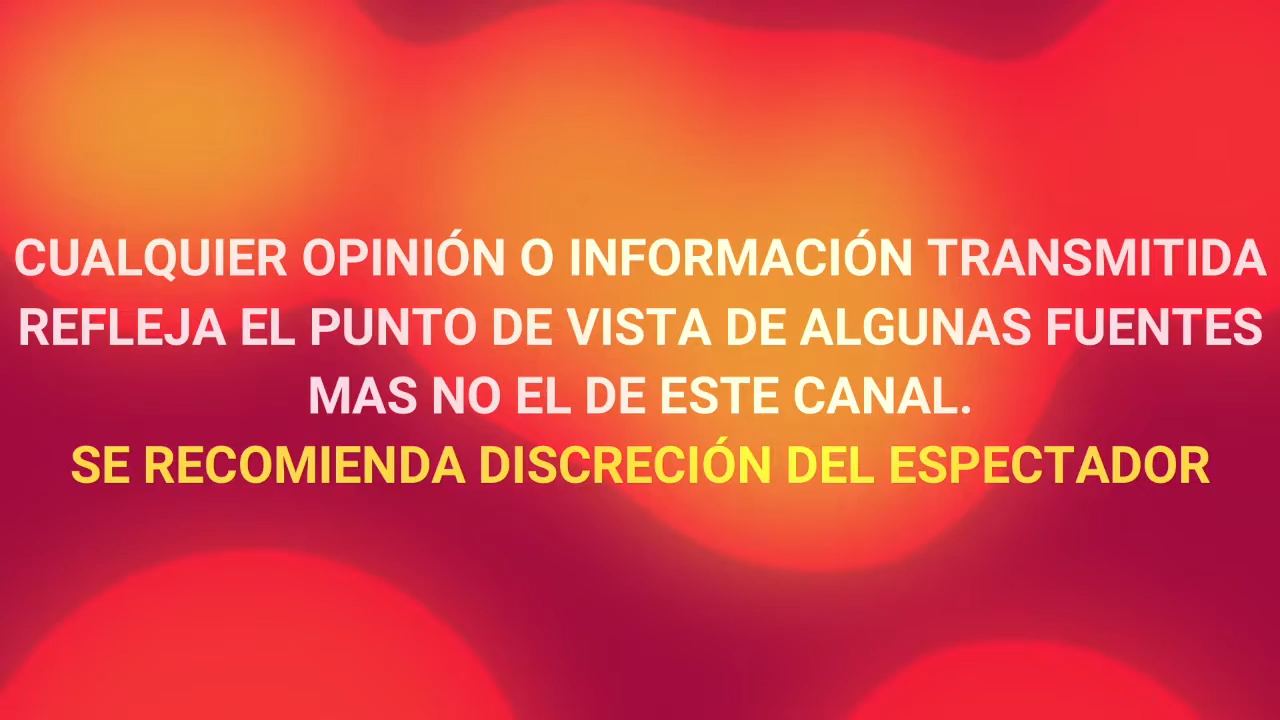 CUALQUIER OPINIÓN O INFORMACIÓN TRANSMITIDA
REFLEJA EL PUNTO DE VISTA DE ALGUNAS FUENTES
MAS NO EL DE ESTE CANAL.
SE RECOMIENDA DISCRECIÓN DEL ESPECTADOR